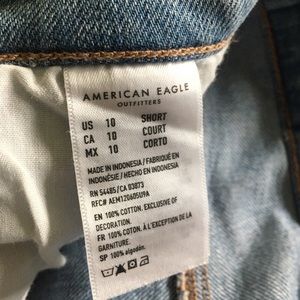 AMERICAN EAGLE
OUTFITTERS
US 10 SHORT
CA 10 COURT
MX 10 CORTO
MADE IN INDONESIA / FABRIQUÉ EN
INDONÉSIE / HECHO EN INDONESIA
RN 54485/CA 03873
RFC# AEM120605U9A
EN 100% COTTON. EXCLUSIVE OF
DECORATION.
FR 100% COTON. À L'EXCEPTION DE LA
GARNITURE.
SP 100% algodón.